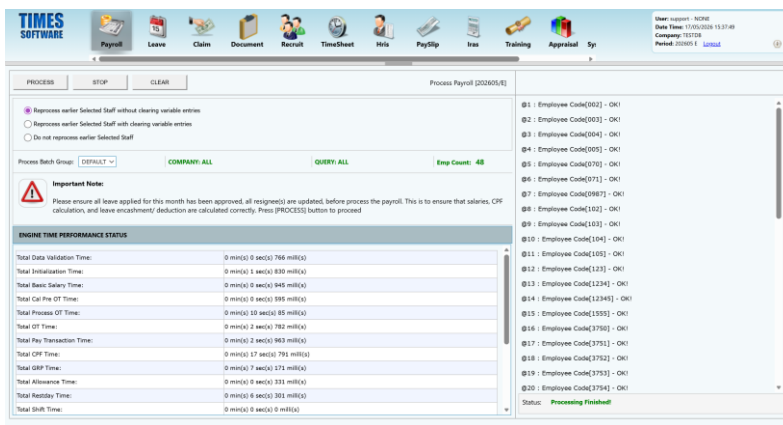 TIMES
SOFTWARE
Payroll
Leave
Claim
Document
Recruit
TimeSheet
Hris
PaySlip
Iras
Training
Appraisal
User: support - NONE
Date Time: 17/05/2026 15:37:49
Company: TESTDB
Period: 202605 E Logout
PROCESS STOP CLEAR Process Payroll [202605/E]
Reprocess earlier Selected Staff without clearing variable entries
Reprocess earlier Selected Staff with clearing variable entries
Do not reprocess earlier Selected Staff
Process Batch Group: DEFAULT COMPANY: ALL QUERY: ALL Emp Count: 48
Important Note:
Please ensure all leave applied for this month has been approved, all resignee(s) are updated, before process the payroll. This is to ensure that salaries, CPF
calculation, and leave encashment/ deduction are calculated correctly. Press [PROCESS] button to proceed
ENGINE TIME PERFORMANCE STATUS
Total Data Validation Time: 0 min(s) 0 sec(s) 766 milli(s)
Total Initialization Time: 0 min(s) 1 sec(s) 830 milli(s)
Total Basic Salary Time: 0 min(s) 0 sec(s) 945 milli(s)
Total Cal Pre OT Time: 0 min(s) 0 sec(s) 595 milli(s)
Total Process OT Time: 0 min(s) 10 sec(s) 85 milli(s)
Total OT Time: 0 min(s) 2 sec(s) 782 milli(s)
Total Pay Transaction Time: 0 min(s) 2 sec(s) 963 milli(s)
Total CPF Time: 0 min(s) 17 sec(s) 791 milli(s)
Total GRP Time: 0 min(s) 7 sec(s) 171 milli(s)
Total Allowance Time: 0 min(s) 0 sec(s) 331 milli(s)
Total Restday Time: 0 min(s) 6 sec(s) 301 milli(s)
Total Shift Time: 0 min(s) 0 sec(s) 0 milli(s)
@1 : Employee Code[002] - OK!
@2 : Employee Code[003] - OK!
@3 : Employee Code[004] - OK!
@4 : Employee Code[005] - OK!
@5 : Employee Code[070] - OK!
@6 : Employee Code[071] - OK!
@7 : Employee Code[0987] - OK!
@8 : Employee Code[102] - OK!
@9 : Employee Code[103] - OK!
@10 : Employee Code[104] - OK!
@11 : Employee Code[105] - OK!
@12 : Employee Code[123] - OK!
@13 : Employee Code[1234] - OK!
@14 : Employee Code[12345] - OK!
@15 : Employee Code[1555] - OK!
@16 : Employee Code[3750] - OK!
@17 : Employee Code[3751] - OK!
@18 : Employee Code[3752] - OK!
@19 : Employee Code[3753] - OK!
@20 : Employee Code[3754] - OK!
Status: Processing Finished!